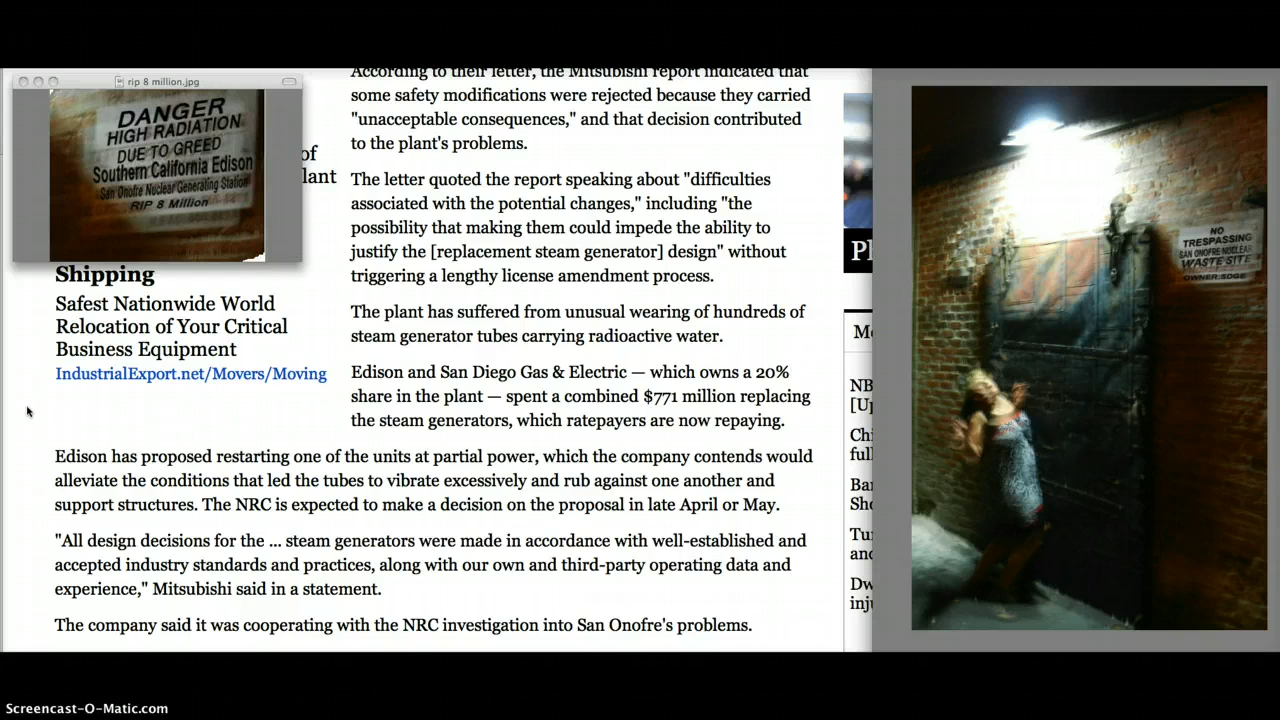 rip 8 million.jpg
DANGER
HIGH RADIATION
DUE TO GREED
Southern California Edison
San Onofre Nuclear Generating Station
RIP 8 Million
of
lant
Shipping
Safest Nationwide World
Relocation of Your Critical
Business Equipment
IndustrialExport.net/Movers/Moving
According to their letter, the Mitsubishi report indicated that
some safety modifications were rejected because they carried
"unacceptable consequences," and that decision contributed
to the plant's problems.
The letter quoted the report speaking about "difficulties
associated with the potential changes," including "the
possibility that making them could impede the ability to
justify the [replacement steam generator] design" without
triggering a lengthy license amendment process.
The plant has suffered from unusual wearing of hundreds of
steam generator tubes carrying radioactive water.
Edison and San Diego Gas & Electric — which owns a 20%
share in the plant — spent a combined $771 million replacing
the steam generators, which ratepayers are now repaying.
Edison has proposed restarting one of the units at partial power, which the company contends would
alleviate the conditions that led the tubes to vibrate excessively and rub against one another and
support structures. The NRC is expected to make a decision on the proposal in late April or May.
"All design decisions for the ... steam generators were made in accordance with well-established and
accepted industry standards and practices, along with our own and third-party operating data and
experience," Mitsubishi said in a statement.
The company said it was cooperating with the NRC investigation into San Onofre's problems.
Pl
Mo
NB
[Up
Chi
full
Bar
Sho
Tur
and
Dw
inju
NO
TRESPASSING
SAN ONOFRE NUCLEAR
WASTE SITE
OWNER SDGE
Screencast-O-Matic.com